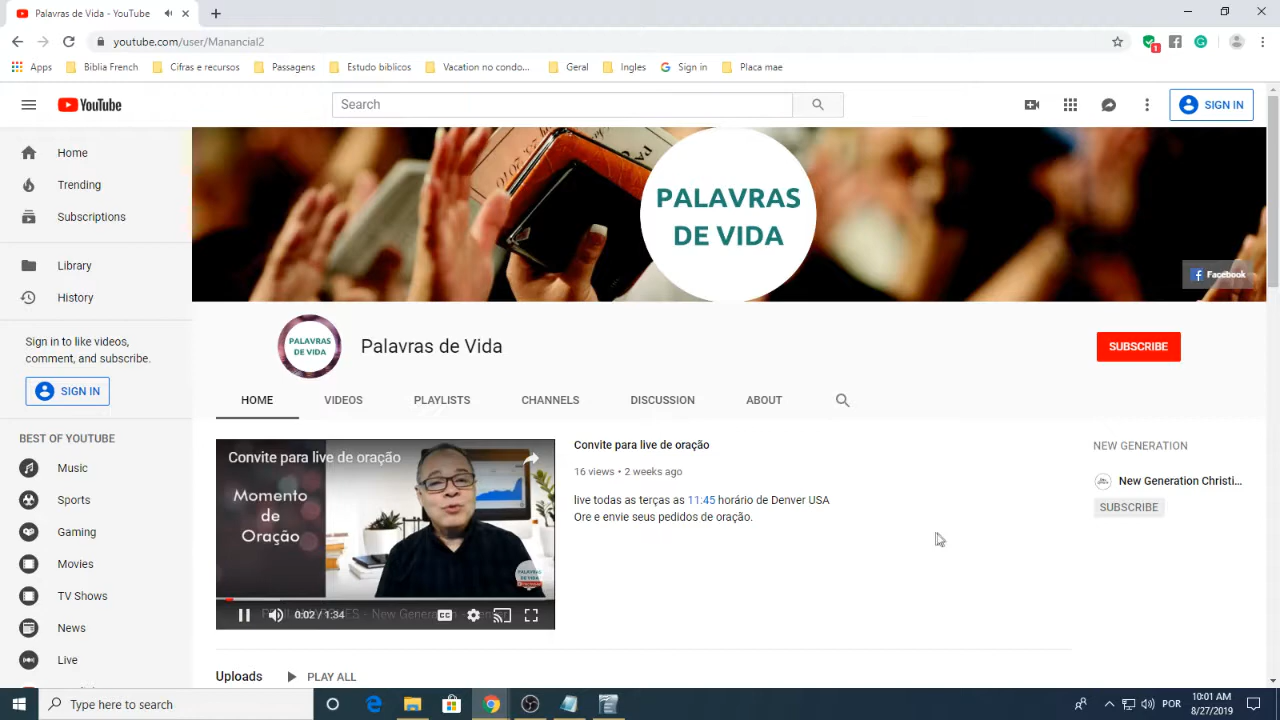 Palavras de Vida - YouTube
youtube.com/user/Manancial2
Apps Biblia French Cifras e recursos Passagens Estudo biblicos Vacation no condo... Geral Ingles Sign in Placa mae
YouTube Search SIGN IN
Home
Trending
Subscriptions
Library
History
Sign in to like videos,
comment, and subscribe.
SIGN IN
BEST OF YOUTUBE
Music
Sports
Gaming
Movies
TV Shows
News
Live
PALAVRAS
DE VIDA
Facebook
PALAVRAS
DE VIDA
Palavras de Vida
SUBSCRIBE
HOME VIDEOS PLAYLISTS CHANNELS DISCUSSION ABOUT
Convite para live de oração
Momento
de
Oração
PALAVRAS
DE VIDA
0:02 / 1:34
Convite para live de oração
16 views • 2 weeks ago
live todas as terças as 11:45 horário de Denver USA
Ore e envie seus pedidos de oração.
NEW GENERATION
New Generation Christi...
SUBSCRIBE
Uploads PLAY ALL
Type here to search
POR
10:01 AM
8/27/2019